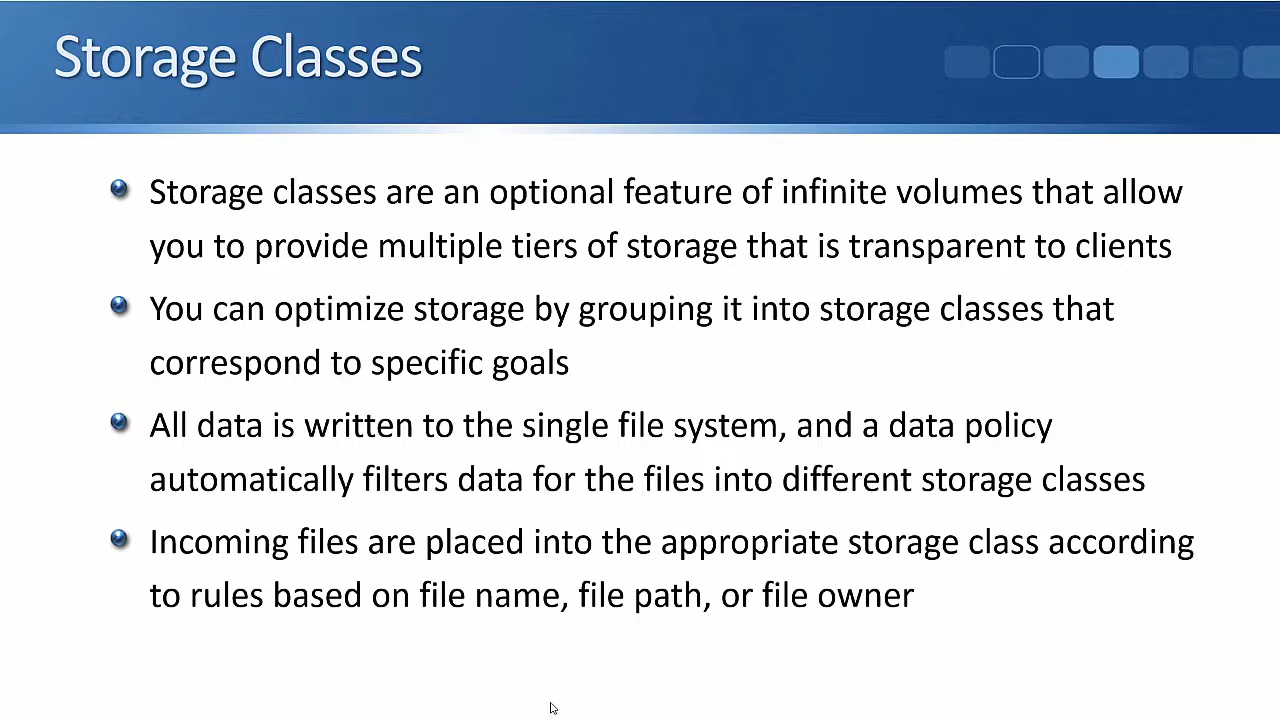 Storage Classes
Storage classes are an optional feature of infinite volumes that allow
you to provide multiple tiers of storage that is transparent to clients
You can optimize storage by grouping it into storage classes that
correspond to specific goals
All data is written to the single file system, and a data policy
automatically filters data for the files into different storage classes
Incoming files are placed into the appropriate storage class according
to rules based on file name, file path, or file owner